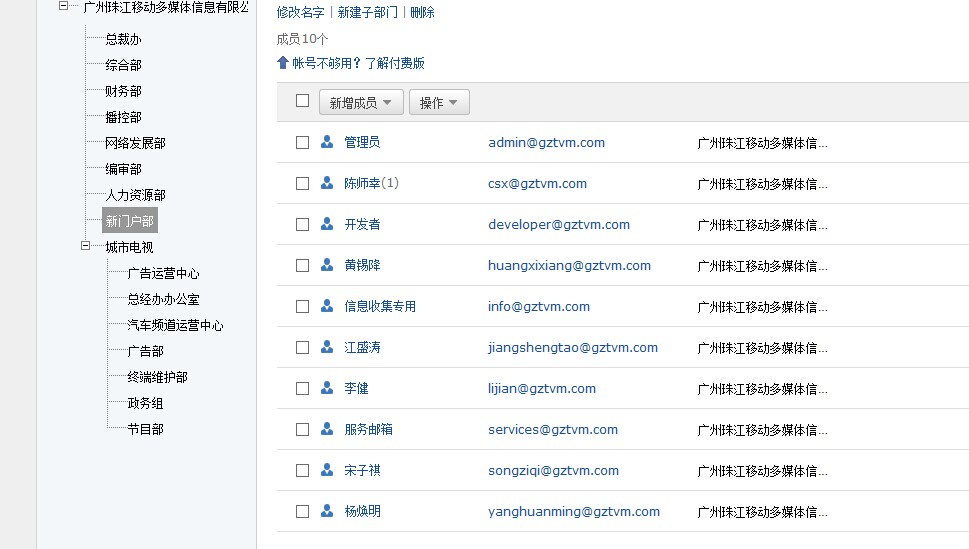 广州珠江移动多媒体信息有限公
总裁办
综合部
财务部
播控部
网络发展部
编审部
人力资源部
新门户部
城市电视
广告运营中心
总经办办公室
汽车频道运营中心
广告部
终端维护部
政务组
节目部
修改名字 | 新建子部门 | 删除
成员10个
帐号不够用？了解付费版
新增成员 操作
管理员 admin@gztvm.com 广州珠江移动多媒体信...
陈师幸(1) csx@gztvm.com 广州珠江移动多媒体信...
开发者 developer@gztvm.com 广州珠江移动多媒体信...
黄锡降 huangxixiang@gztvm.com 广州珠江移动多媒体信...
信息收集专用 info@gztvm.com 广州珠江移动多媒体信...
江盛涛 jiangshengtao@gztvm.com 广州珠江移动多媒体信...
李健 lijian@gztvm.com 广州珠江移动多媒体信...
服务邮箱 services@gztvm.com 广州珠江移动多媒体信...
宋子祺 songziqi@gztvm.com 广州珠江移动多媒体信...
杨焕明 yanghuanming@gztvm.com 广州珠江移动多媒体信...